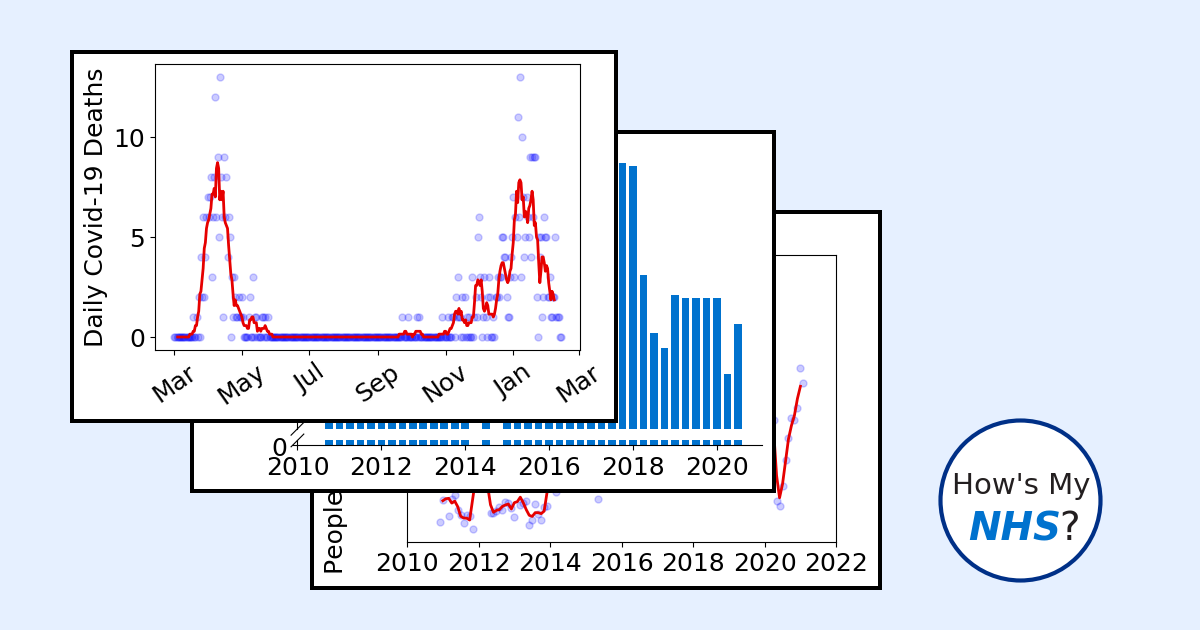 Daily Covid-19 Deaths
10
5
0
Mar May Jul Sep Nov Jan Mar
0
2010 2012 2014 2016 2018 2020
People
2010 2012 2014 2016 2018 2020 2022
How's My
NHS?